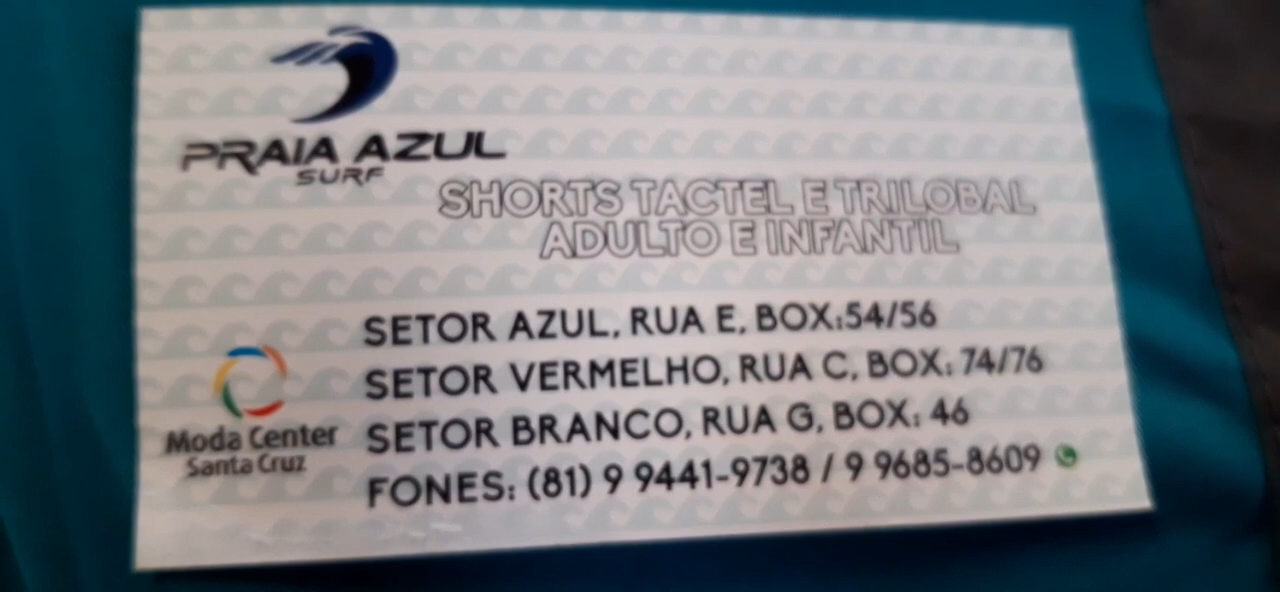 PRAIA AZUL
SURF
SHORTS TACTEL E TRILOBAL
ADULTO E INFANTIL
SETOR AZUL, RUA E, BOX:54/56
SETOR VERMELHO, RUA C, BOX: 74/76
SETOR BRANCO, RUA G, BOX: 46
FONES: (81) 9 9441-9738 / 9 9685-8609
Moda Center
Santa Cruz